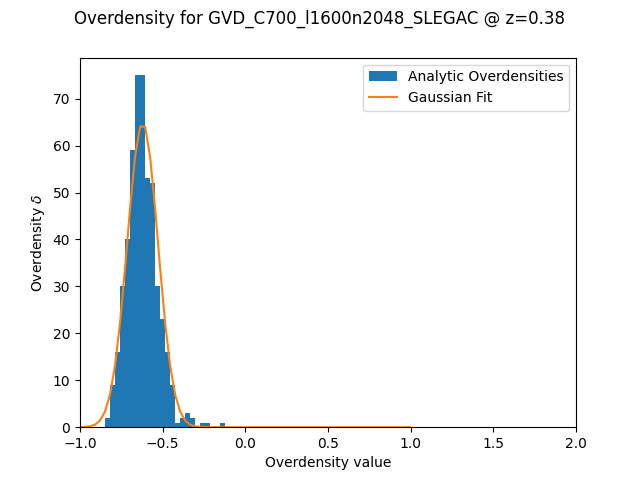 Overdensity for GVD_C700_l1600n2048_SLEGAC @ z=0.38
Analytic Overdensities
Gaussian Fit
Overdensity δ
70
60
50
40
30
20
10
0
−1.0 −0.5 0.0 0.5 1.0 1.5 2.0
Overdensity value